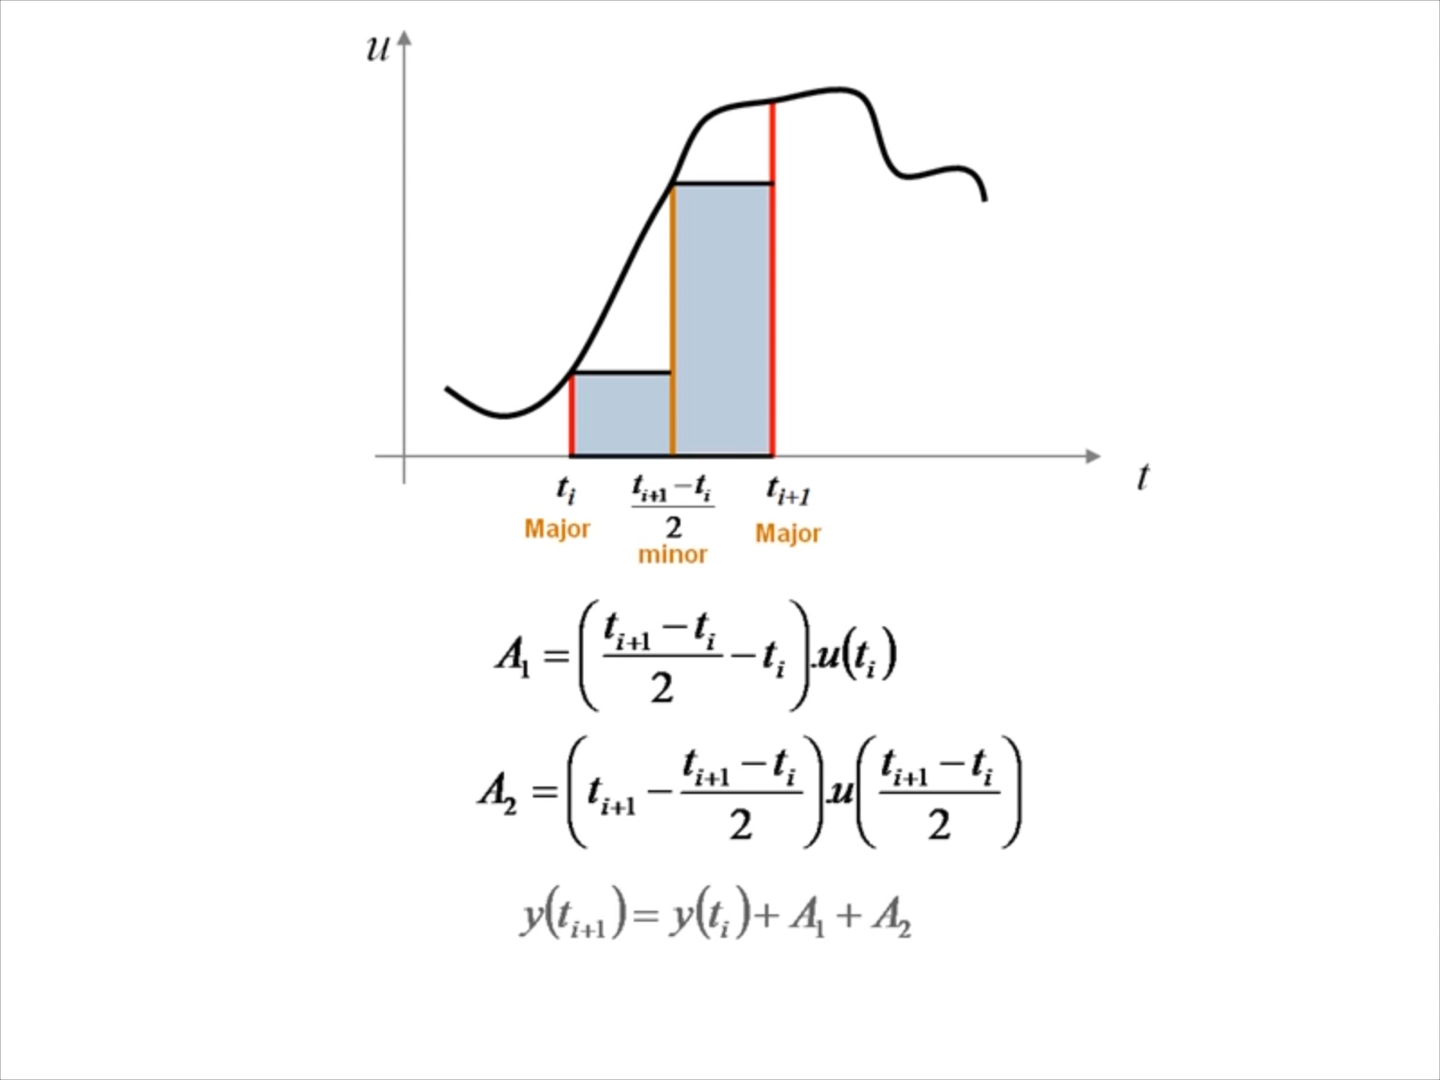 u
t
t_i
Major
(t_{i+1} - t_i)/2
minor
t_{i+1}
Major
A_1 = ((t_{i+1} - t_i)/2 - t_i).u(t_i)
A_2 = (t_{i+1} - (t_{i+1} - t_i)/2).u((t_{i+1} - t_i)/2)
y(t_{i+1}) = y(t_i) + A_1 + A_2